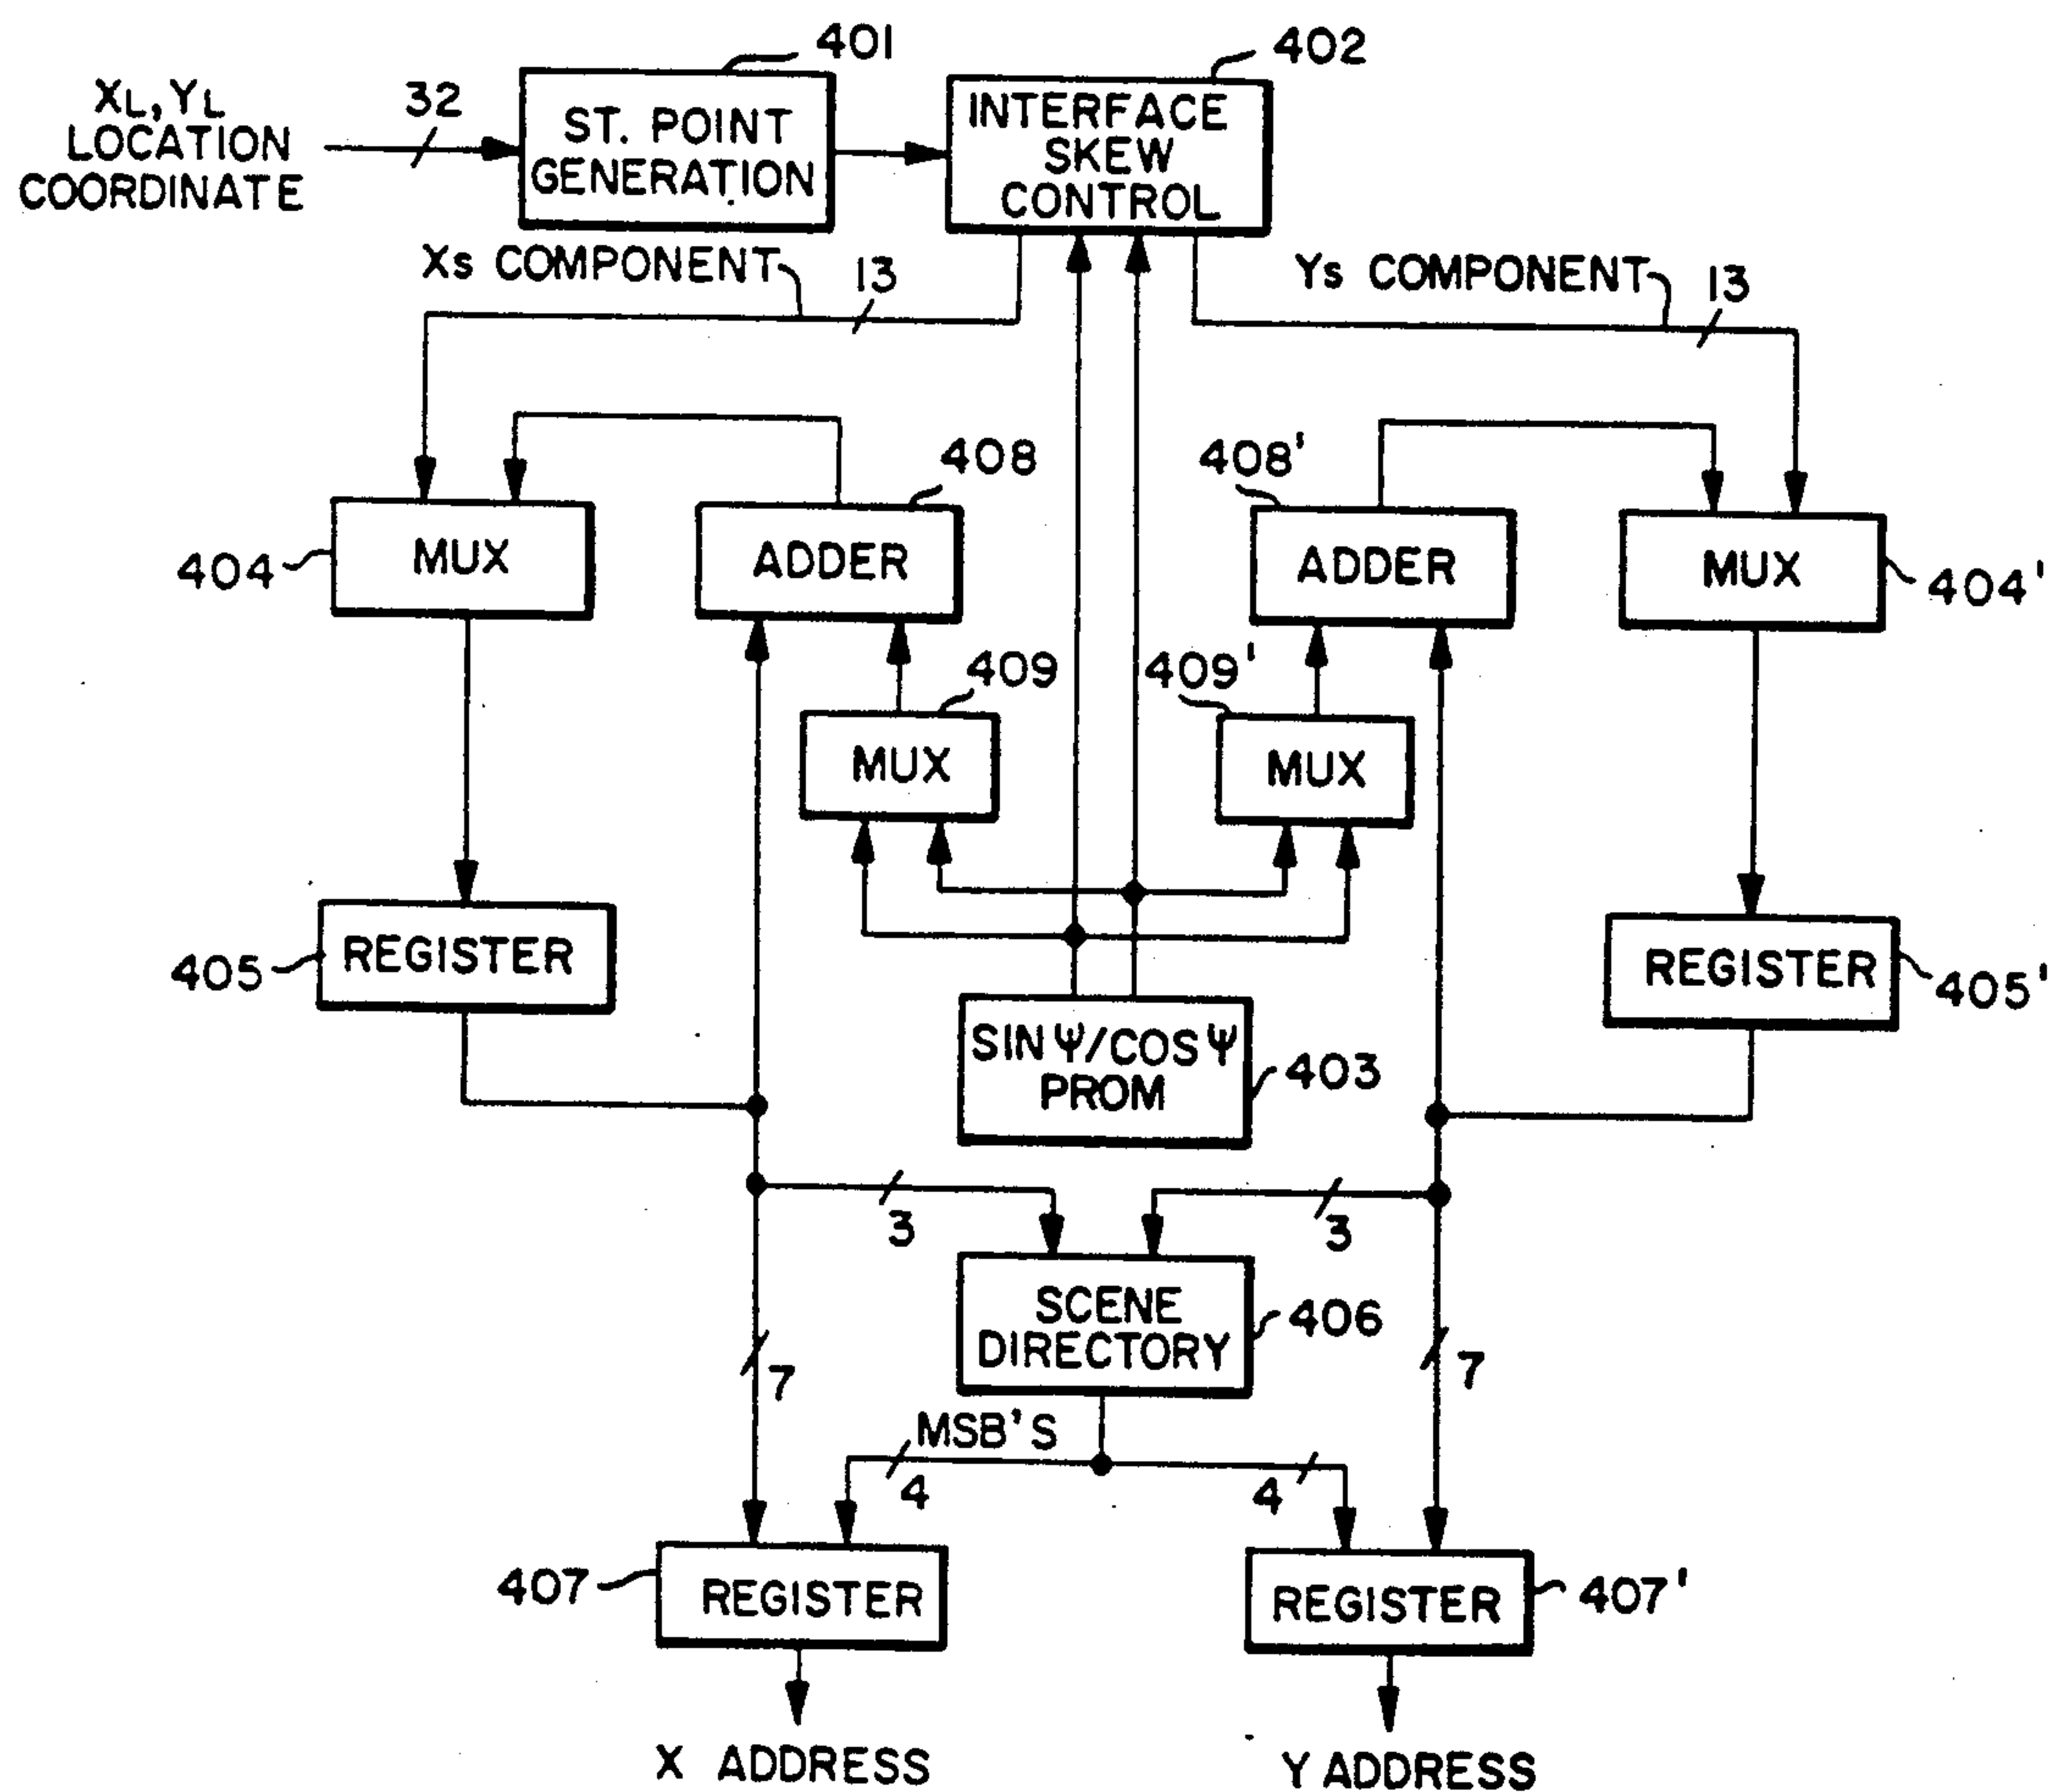 401
402
XL, YL
LOCATION
COORDINATE
32
ST. POINT
GENERATION
INTERFACE
SKEW
CONTROL
Xs COMPONENT
13
Ys COMPONENT
13
408
408'
404
MUX
ADDER
ADDER
MUX
404'
409
409'
MUX
MUX
405
REGISTER
REGISTER
405'
SIN Ψ/COS Ψ
PROM
403
3
3
SCENE
DIRECTORY
406
7
7
MSB'S
4
4
407
REGISTER
REGISTER
407'
X ADDRESS
Y ADDRESS